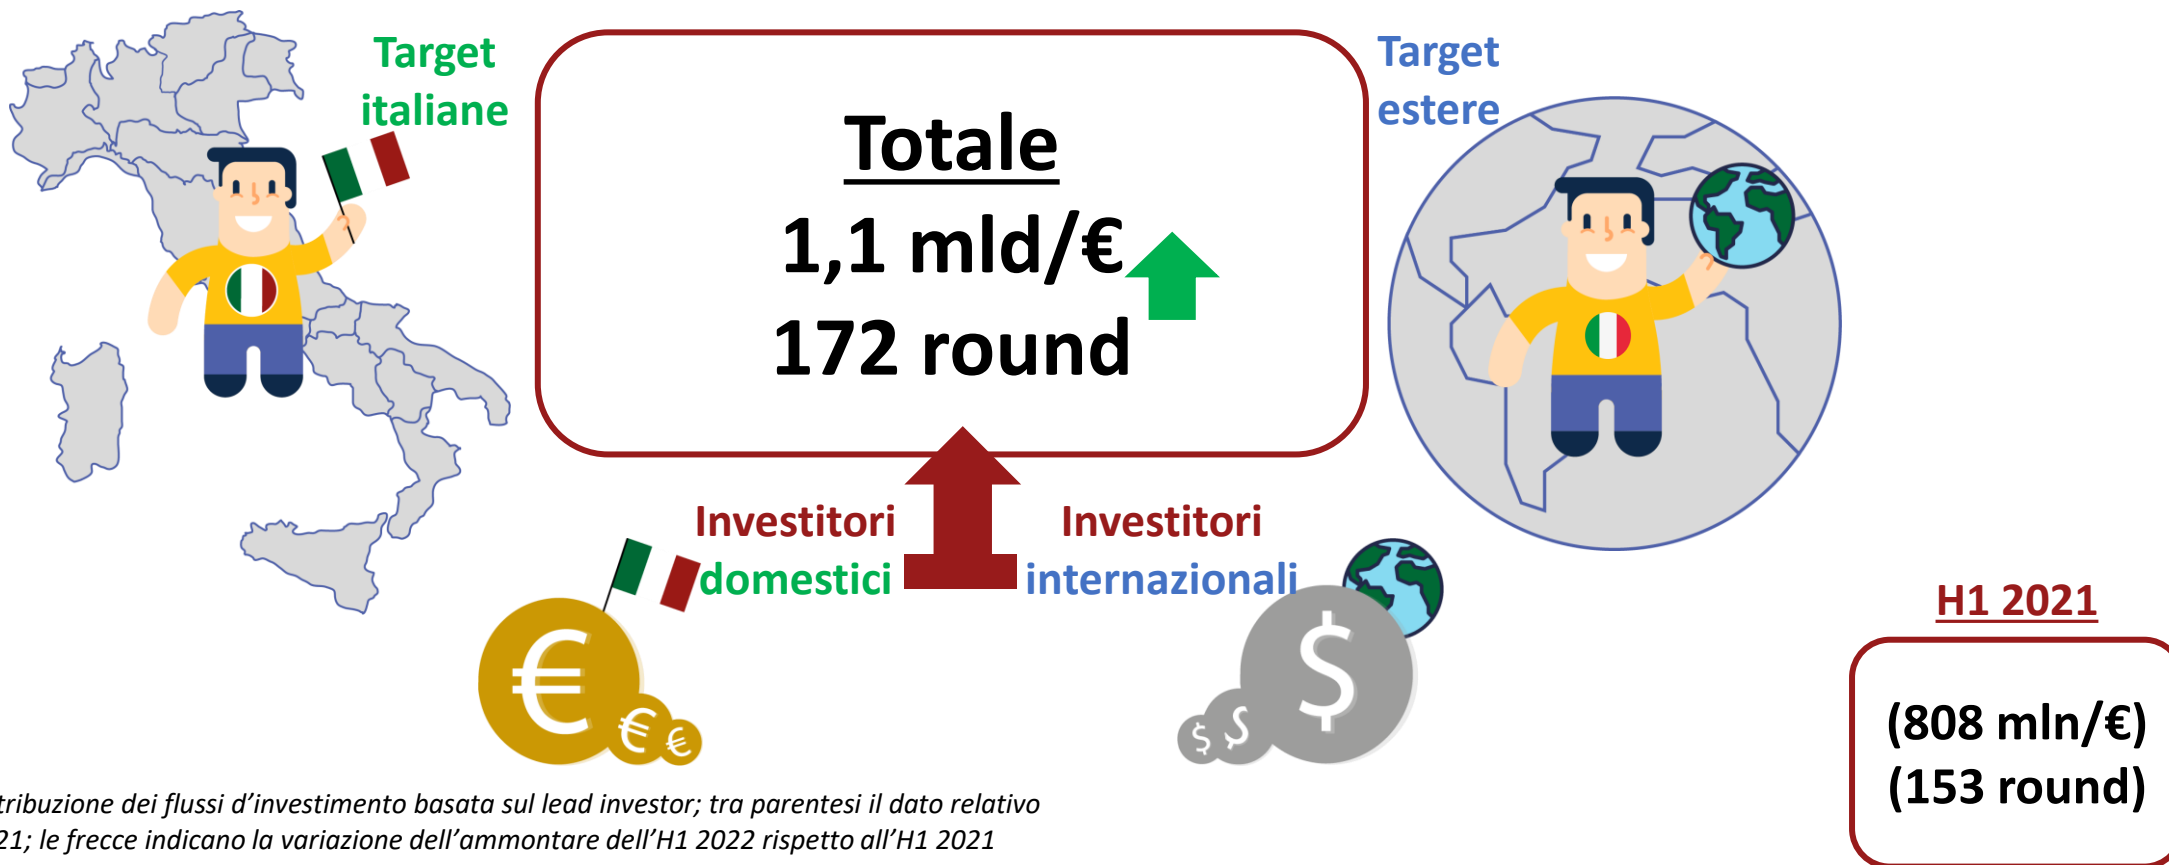 Target
italiane
Totale
1,1 mld/€
172 round
Target
estere
Investitori
domestici
Investitori
internazionali
€
€
€
$
$
$
H1 2021
(808 mln/€)
(153 round)
tribuzione dei flussi d’investimento basata sul lead investor; tra parentesi il dato relativo
21; le frecce indicano la variazione dell’ammontare dell’H1 2022 rispetto all’H1 2021